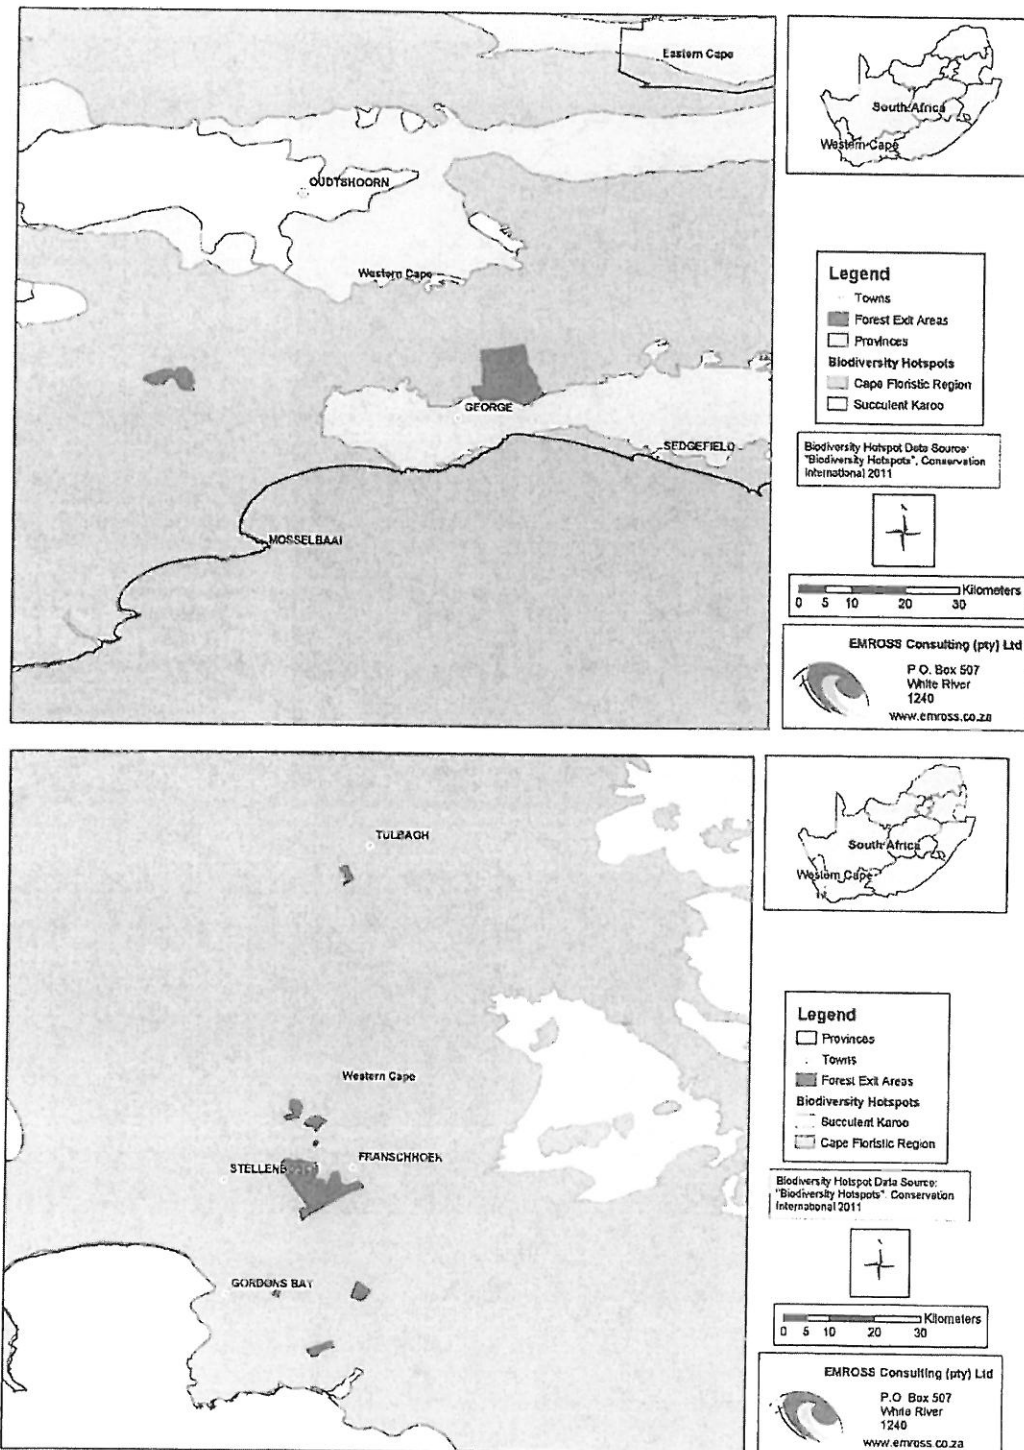 Eastern Cape
OUDTSHOORN
Western Cape
GEORGE
SEDGEFIELD
MOSSELBAAI
South Africa
Western Cape
Legend
Towns
Forest Exit Areas
Provinces
Biodiversity Hotspots
Cape Floristic Region
Succulent Karoo
Biodiversity Hotspot Data Source:
"Biodiversity Hotspots", Conservation
International 2011
Kilometers
0 5 10 20 30
EMROSS Consulting (pty) Ltd
P.O. Box 507
White River
1240
www.emross.co.za
TULBAGH
Western Cape
FRANSCHHOEK
GORDONS BAY
South Africa
Western Cape
Legend
Provinces
Towns
Forest Exit Areas
Biodiversity Hotspots
Succulent Karoo
Cape Floristic Region
Biodiversity Hotspot Data Source:
"Biodiversity Hotspots", Conservation
International 2011
Kilometers
0 5 10 20 30
EMROSS Consulting (pty) Ltd
P.O. Box 507
White River
1240
www.emross.co.za